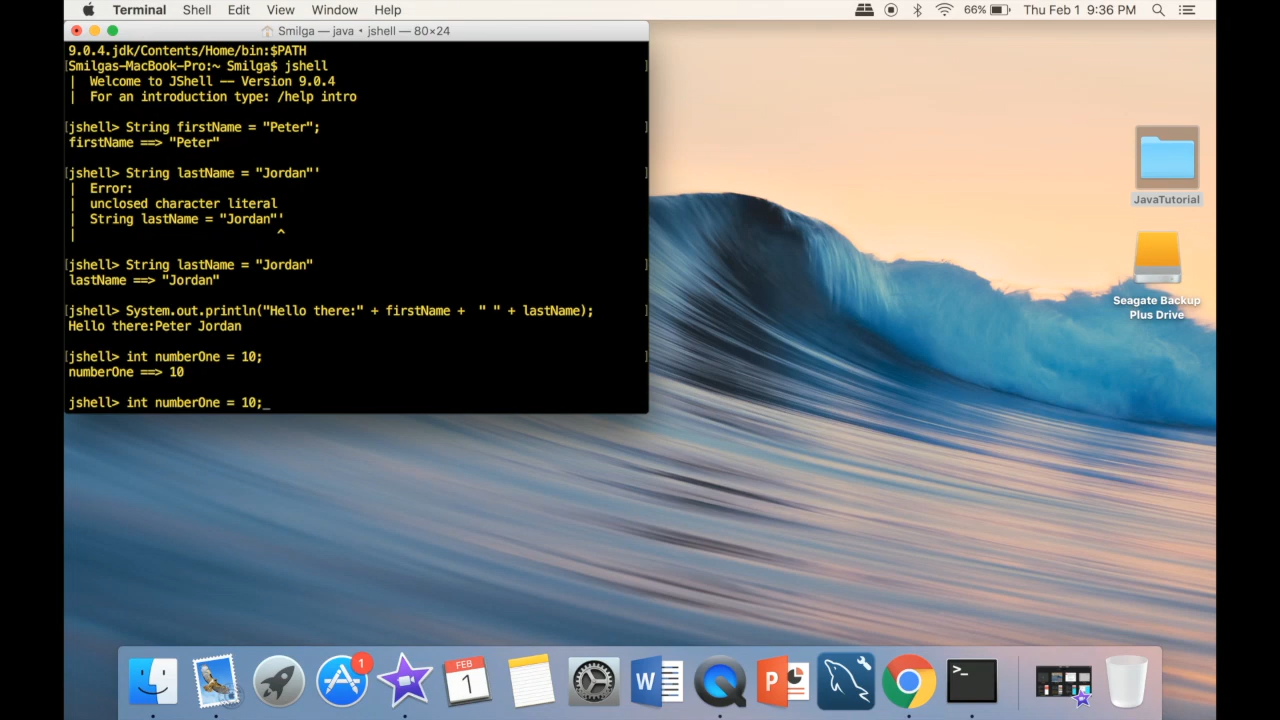 Terminal Shell Edit View Window Help 66% Thu Feb 1 9:36 PM
Smilga — java • jshell — 80×24
9.0.4.jdk/Contents/Home/bin:$PATH
[Smilgas-MacBook-Pro:~ Smilga$ jshell ]
| Welcome to JShell -- Version 9.0.4
| For an introduction type: /help intro
[jshell> String firstName = "Peter"; ]
firstName ==> "Peter"
[jshell> String lastName = "Jordan"' ]
| Error:
| unclosed character literal
| String lastName = "Jordan"'
| ^
[jshell> String lastName = "Jordan" ]
lastName ==> "Jordan"
[jshell> System.out.println("Hello there:" + firstName + " " + lastName); ]
Hello there:Peter Jordan
[jshell> int numberOne = 10; ]
numberOne ==> 10
jshell> int numberOne = 10;_
JavaTutorial
Seagate Backup
Plus Drive
1
FEB
1
W
P
>_